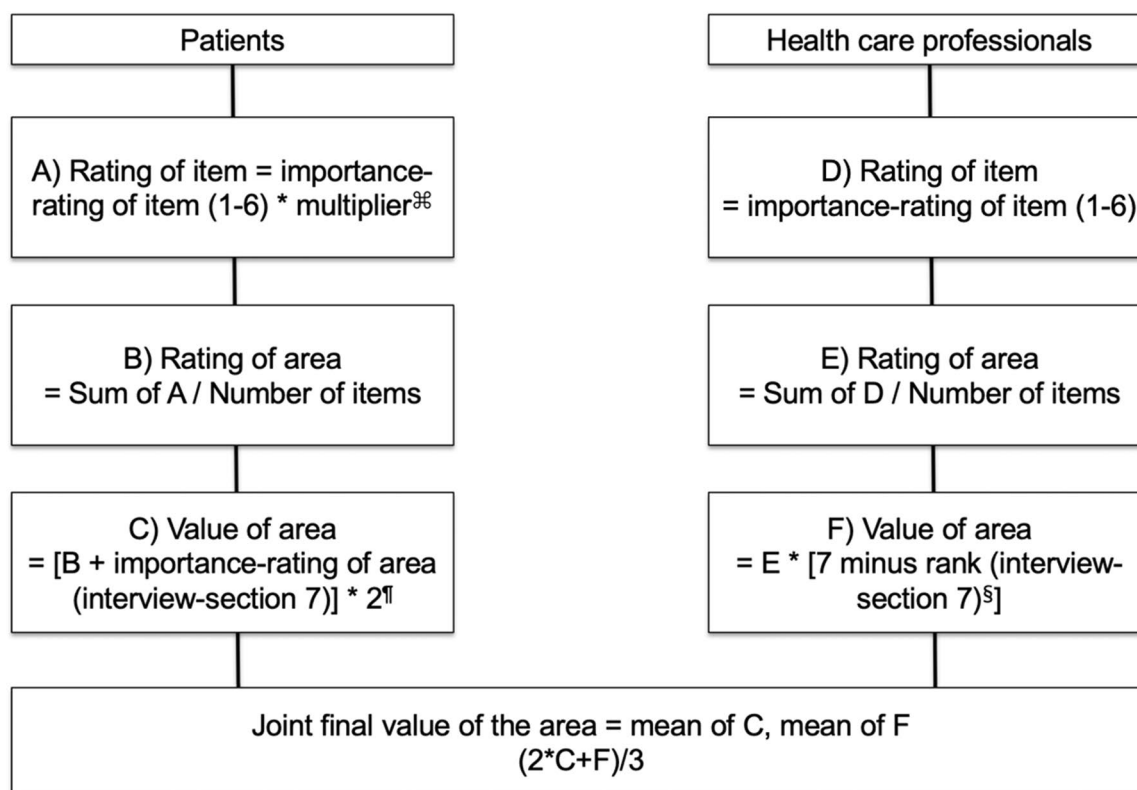 Patients
A) Rating of item = importance-
rating of item (1-6) * multiplier⌘
B) Rating of area
= Sum of A / Number of items
C) Value of area
= [B + importance-rating of area
(interview-section 7)] * 2¶
Health care professionals
D) Rating of item
= importance-rating of item (1-6)
E) Rating of area
= Sum of D / Number of items
F) Value of area
= E * [7 minus rank (interview-
section 7)§]
Joint final value of the area = mean of C, mean of F
(2*C+F)/3